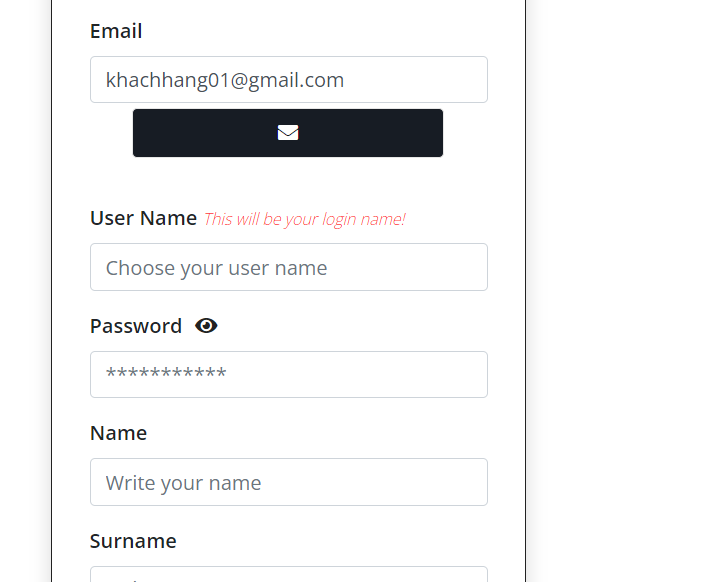 Email
khachhang01@gmail.com
User Name This will be your login name!
Choose your user name
Password
***********
Name
Write your name
Surname